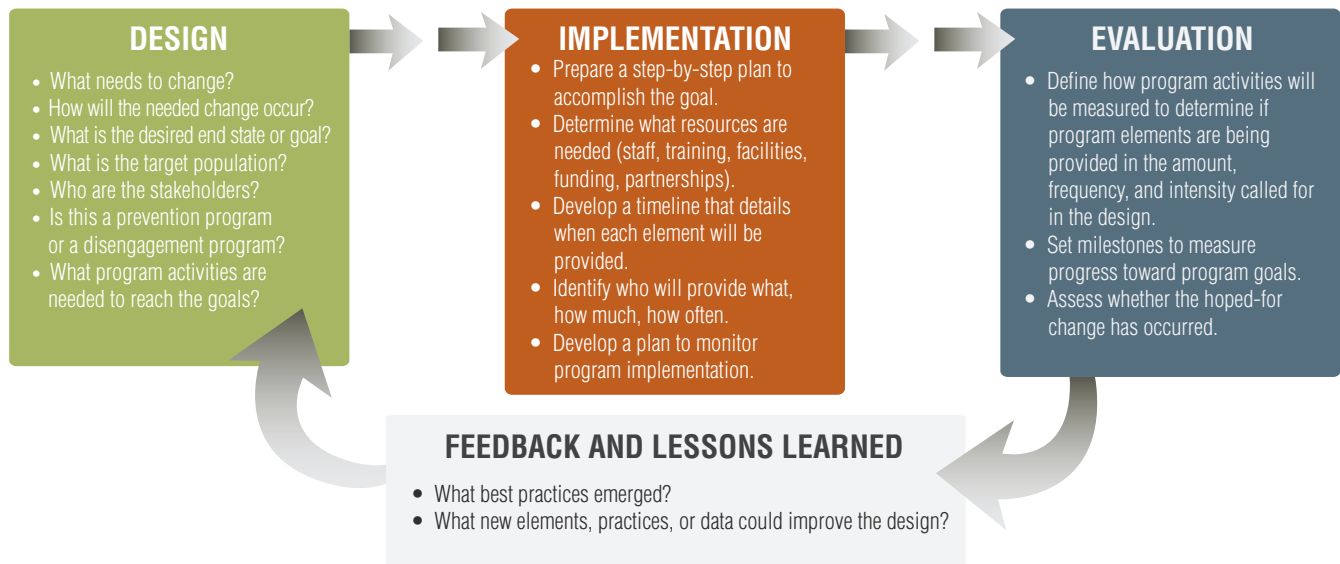 DESIGN
• What needs to change?
• How will the needed change occur?
• What is the desired end state or goal?
• What is the target population?
• Who are the stakeholders?
• Is this a prevention program
or a disengagement program?
• What program activities are
needed to reach the goals?
IMPLEMENTATION
• Prepare a step-by-step plan to
accomplish the goal.
• Determine what resources are
needed (staff, training, facilities,
funding, partnerships).
• Develop a timeline that details
when each element will be
provided.
• Identify who will provide what,
how much, how often.
• Develop a plan to monitor
program implementation.
EVALUATION
• Define how program activities will
be measured to determine if
program elements are being
provided in the amount,
frequency, and intensity called for
in the design.
• Set milestones to measure
progress toward program goals.
• Assess whether the hoped-for
change has occurred.
FEEDBACK AND LESSONS LEARNED
• What best practices emerged?
• What new elements, practices, or data could improve the design?